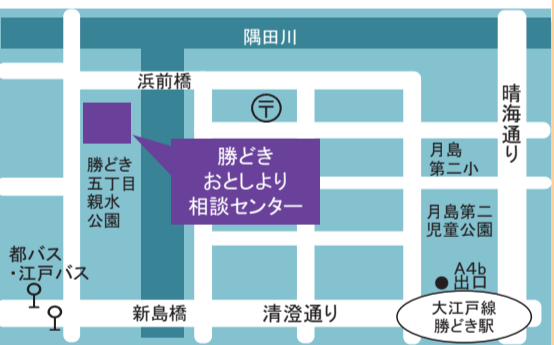 隅田川
浜前橋
〒
晴海通り
勝どき
おとしより
相談センター
月島
第二小
勝どき
五丁目
親水
公園
月島第二
児童公園
都バス
・江戸バス
A4b
出口
新島橋
清澄通り
大江戸線
勝どき駅